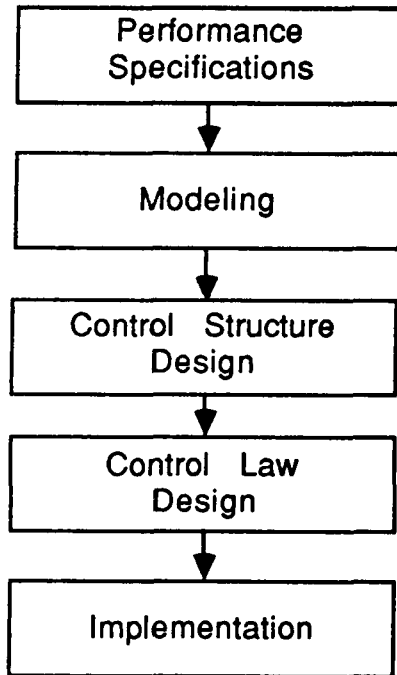 Performance
Specifications
Modeling
Control Structure
Design
Control Law
Design
Implementation